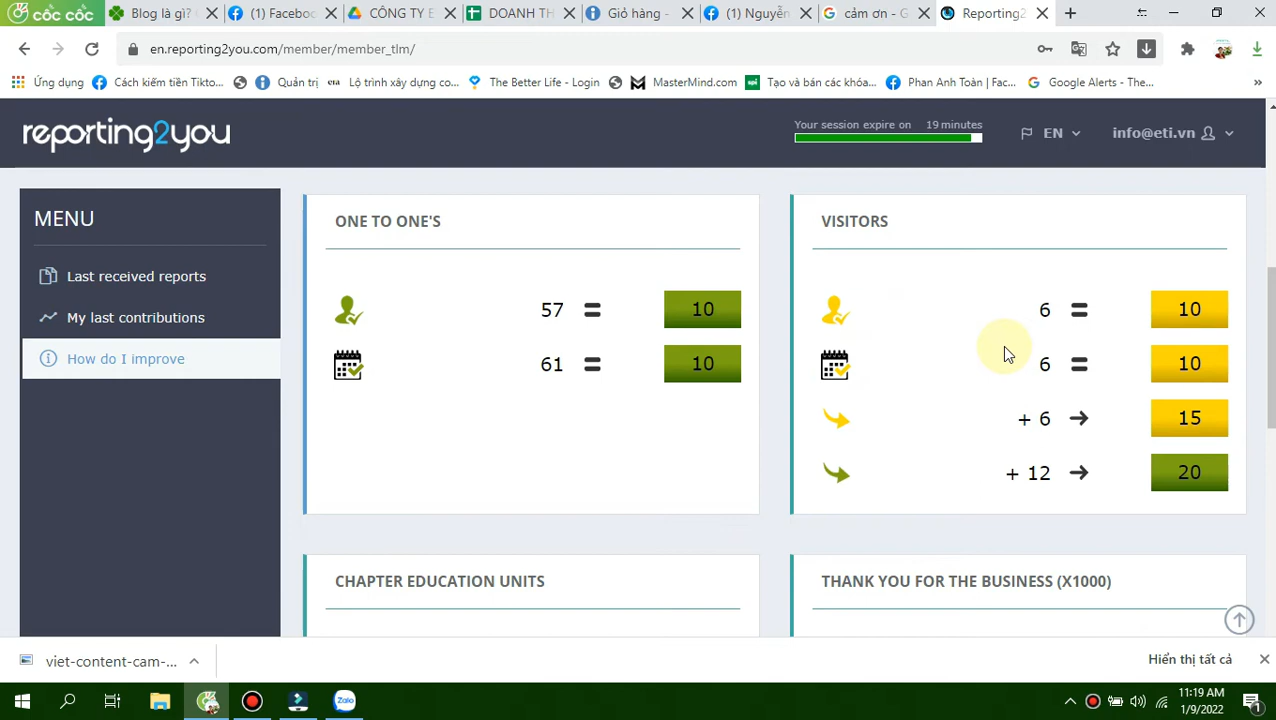 cốc cốc
Blog là gì?
(1) Faceboo
CÔNG TY E
DOANH TH
Giỏ hàng -
(1) Nguyễn
cảm ơn - G
Reporting2
en.reporting2you.com/member/member_tlm/
Ứng dụng
Cách kiếm tiền Tikto...
Quản trị
eta
Lộ trình xây dựng co...
The Better Life - Login
MasterMind.com
spi
Tạo và bán các khóa...
Phan Anh Toàn | Fac...
Google Alerts - The...
»
reporting2you
Your session expire on 19 minutes
EN
info@eti.vn
MENU
Last received reports
My last contributions
How do I improve
ONE TO ONE'S
57 = 10
61 = 10
VISITORS
6 = 10
6 = 10
+ 6 → 15
+ 12 → 20
CHAPTER EDUCATION UNITS
THANK YOU FOR THE BUSINESS (X1000)
viet-content-cam-...
Hiển thị tất cả
Zalo
11:19 AM
1/9/2022
1